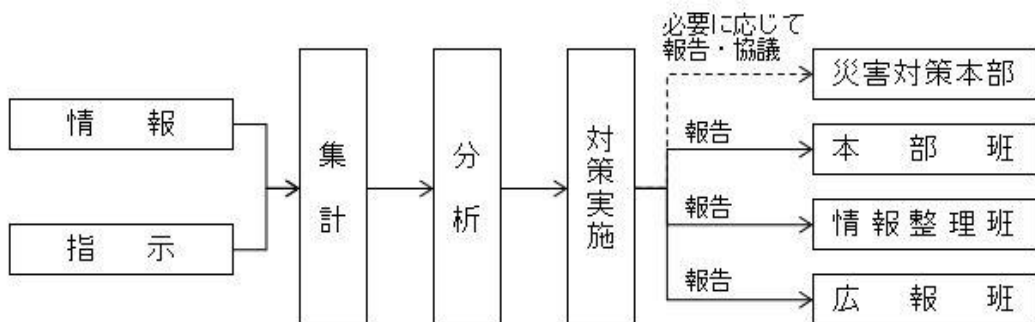 情報
指示
集計
分析
対策実施
必要に応じて
報告・協議
災害対策本部
報告
本部班
報告
情報整理班
報告
広報班